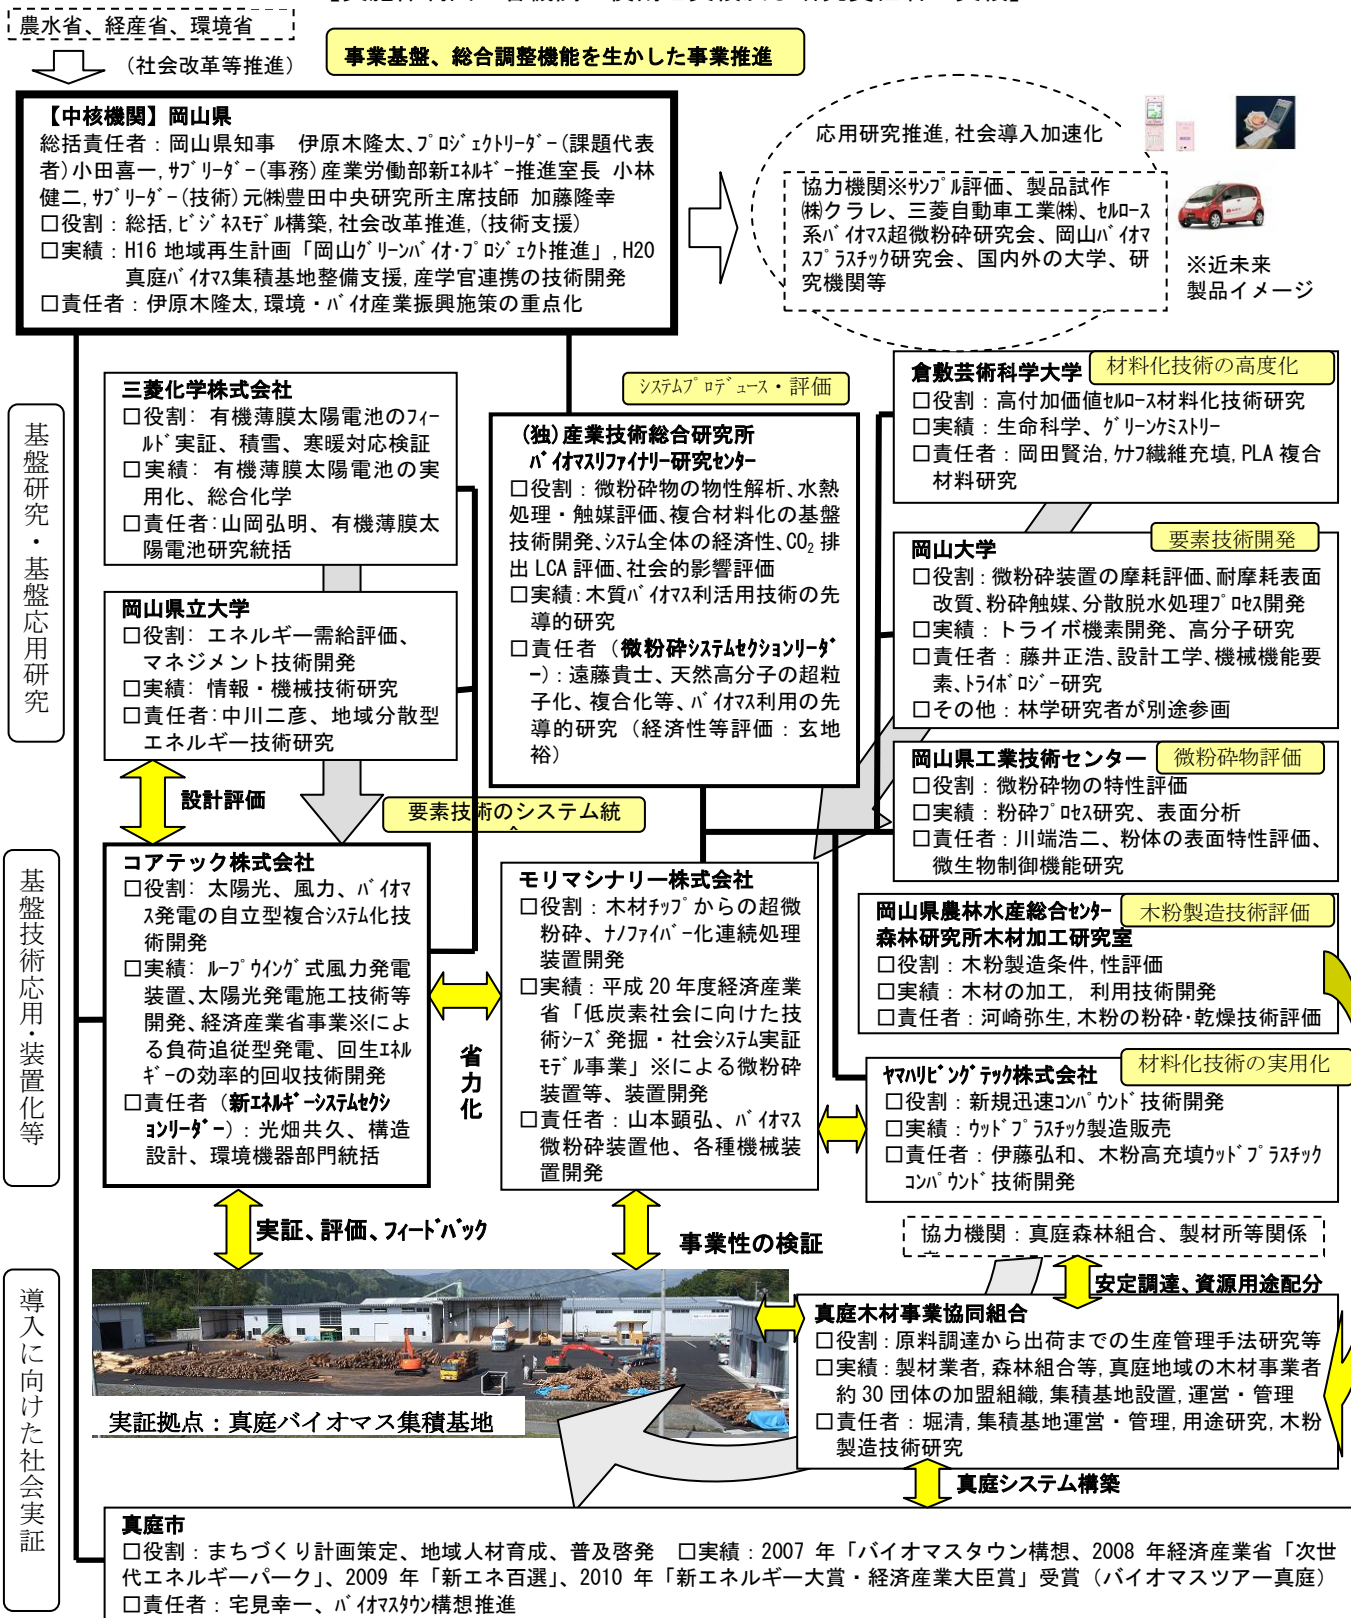 農水省、経産省、環境省
(社会改革等推進)
事業基盤、総合調整機能を生かした事業推進
【中核機関】岡山県
総括責任者：岡山県知事　伊原木隆太、ﾌﾟﾛｼﾞｪｸﾄﾘｰﾀﾞｰ(課題代表
者)小田喜一,ｻﾌﾞﾘｰﾀﾞｰ(事務)産業労働部新ｴﾈﾙｷﾞｰ推進室長 小林
健二,ｻﾌﾞﾘｰﾀﾞｰ(技術)元㈱豊田中央研究所主席技師 加藤隆幸
□役割：総括,ﾋﾞｼﾞﾈｽﾓﾃﾞﾙ構築,社会改革推進,(技術支援)
□実績：H16 地域再生計画「岡山ｸﾞﾘｰﾝﾊﾞｲｵ･ﾌﾟﾛｼﾞｪｸﾄ推進」,H20
真庭ﾊﾞｲｵﾏｽ集積基地整備支援,産学官連携の技術開発
□責任者：伊原木隆太,環境・ﾊﾞｲｵ産業振興施策の重点化
応用研究推進,社会導入加速化
協力機関※ｻﾝﾌﾟﾙ評価、製品試作
㈱クラレ、三菱自動車工業㈱、ｾﾙﾛｰｽ
系ﾊﾞｲｵﾏｽ超微粉砕研究会、岡山ﾊﾞｲｵﾏ
ｽﾌﾟﾗｽﾁｯｸ研究会、国内外の大学、研
究機関等
※近未来
製品イメージ
基盤研究・基盤応用研究
三菱化学株式会社
□役割：有機薄膜太陽電池のﾌｨｰ
ﾙﾄﾞ実証、積雪、寒暖対応検証
□実績：有機薄膜太陽電池の実
用化、総合化学
□責任者：山岡弘明、有機薄膜太
陽電池研究統括
岡山県立大学
□役割：エネルギー需給評価、
マネジメント技術開発
□実績：情報・機械技術研究
□責任者：中川二彦、地域分散型
エネルギー技術研究
設計評価
ｼｽﾃﾑﾌﾟﾛﾃﾞｭｰｽ・評価
(独)産業技術総合研究所
ﾊﾞｲｵﾏｽﾘﾌｧｲﾅﾘｰ研究ｾﾝﾀｰ
□役割：微粉砕物の物性解析､水熱
処理・触媒評価､複合材料化の基盤
技術開発､ｼｽﾃﾑ全体の経済性､CO₂ 排
出 LCA 評価､社会的影響評価
□実績：木質ﾊﾞｲｵﾏｽ利活用技術の先
導的研究
□責任者（微粉砕ｼｽﾃﾑｾｸｼｮﾝﾘｰﾀﾞ
ｰ）：遠藤貴士、天然高分子の超粒
子化、複合化等、ﾊﾞｲｵﾏｽ利用の先
導的研究（経済性等評価：玄地
裕）
倉敷芸術科学大学
材料化技術の高度化
□役割：高付加価値ｾﾙﾛｰｽ材料化技術研究
□実績：生命科学、ｸﾞﾘｰﾝｹﾐｽﾄﾘｰ
□責任者：岡田賢治,ｹﾅﾌ繊維充填,PLA 複合
材料研究
岡山大学
要素技術開発
□役割：微粉砕装置の摩耗評価､耐摩耗表面
改質､粉砕触媒､分散脱水処理ﾌﾟﾛｾｽ開発
□実績：トライボ機素開発、高分子研究
□責任者：藤井正浩、設計工学､機械機能要
素､ﾄﾗｲﾎﾞﾛｼﾞｰ研究
□その他：林学研究者が別途参画
岡山県工業技術センター
微粉砕物評価
□役割：微粉砕物の特性評価
□実績：粉砕ﾌﾟﾛｾｽ研究、表面分析
□責任者：川端浩二、粉体の表面特性評価、
微生物制御機能研究
基盤技術応用・装置化等
要素技術のシステム統
コアテック株式会社
□役割：太陽光、風力、ﾊﾞｲｵﾏ
ｽ発電の自立型複合ｼｽﾃﾑ化技
術開発
□実績：ﾙｰﾌﾟｳｲﾝｸﾞ式風力発電
装置､太陽光発電施工技術等
開発、経済産業省事業※によ
る負荷追従型発電、回生ｴﾈﾙ
ｷﾞｰの効率的回収技術開発
□責任者（新ｴﾈﾙｷﾞｰｼｽﾃﾑｾｸｼ
ｮﾝﾘｰﾀﾞｰ）：光畑共久、構造
設計、環境機器部門統括
省力化
モリマシナリー株式会社
□役割：木材ﾁｯﾌﾟからの超微
粉砕、ﾅﾉﾌｧｲﾊﾞｰ化連続処理
装置開発
□実績：平成 20 年度経済産業
省「低炭素社会に向けた技
術ｼｰｽﾞ発掘・社会ｼｽﾃﾑ実証
ﾓﾃﾞﾙ事業」※による微粉砕
装置等、装置開発
□責任者：山本顕弘、ﾊﾞｲｵﾏｽ
微粉砕装置他、各種機械装
置開発
岡山県農林水産総合ｾﾝﾀｰ
木粉製造技術評価
森林研究所木材加工研究室
□役割：木粉製造条件,性評価
□実績：木材の加工, 利用技術開発
□責任者：河崎弥生,木粉の粉砕･乾燥技術評価
ﾔﾏﾊﾘﾋﾞﾝｸﾞﾃｯｸ株式会社
材料化技術の実用化
□役割：新規迅速ｺﾝﾊﾟｳﾝﾄﾞ技術開発
□実績：ｳｯﾄﾞﾌﾟﾗｽﾁｯｸ製造販売
□責任者：伊藤弘和、木粉高充填ｳｯﾄﾞﾌﾟﾗｽﾁｯｸ
ｺﾝﾊﾟｳﾝﾄﾞ技術開発
実証、評価、ﾌｨｰﾄﾞﾊﾞｯｸ
事業性の検証
協力機関：真庭森林組合、製材所等関係
安定調達、資源用途配分
導入に向けた社会実証
実証拠点：真庭バイオマス集積基地
真庭木材事業協同組合
□役割：原料調達から出荷までの生産管理手法研究等
□実績：製材業者,森林組合等,真庭地域の木材事業者
約 30 団体の加盟組織,集積基地設置,運営・管理
□責任者：堀清,集積基地運営・管理,用途研究,木粉
製造技術研究
真庭システム構築
真庭市
□役割：まちづくり計画策定、地域人材育成、普及啓発　□実績：2007 年「バイオマスタウン構想、2008 年経済産業省「次世
代エネルギーパーク」、2009 年「新エネ百選」、2010 年「新エネルギー大賞・経済産業大臣賞」受賞（バイオマスツアー真庭）
□責任者：宅見幸一、ﾊﾞｲｵﾏｽﾀｳﾝ構想推進